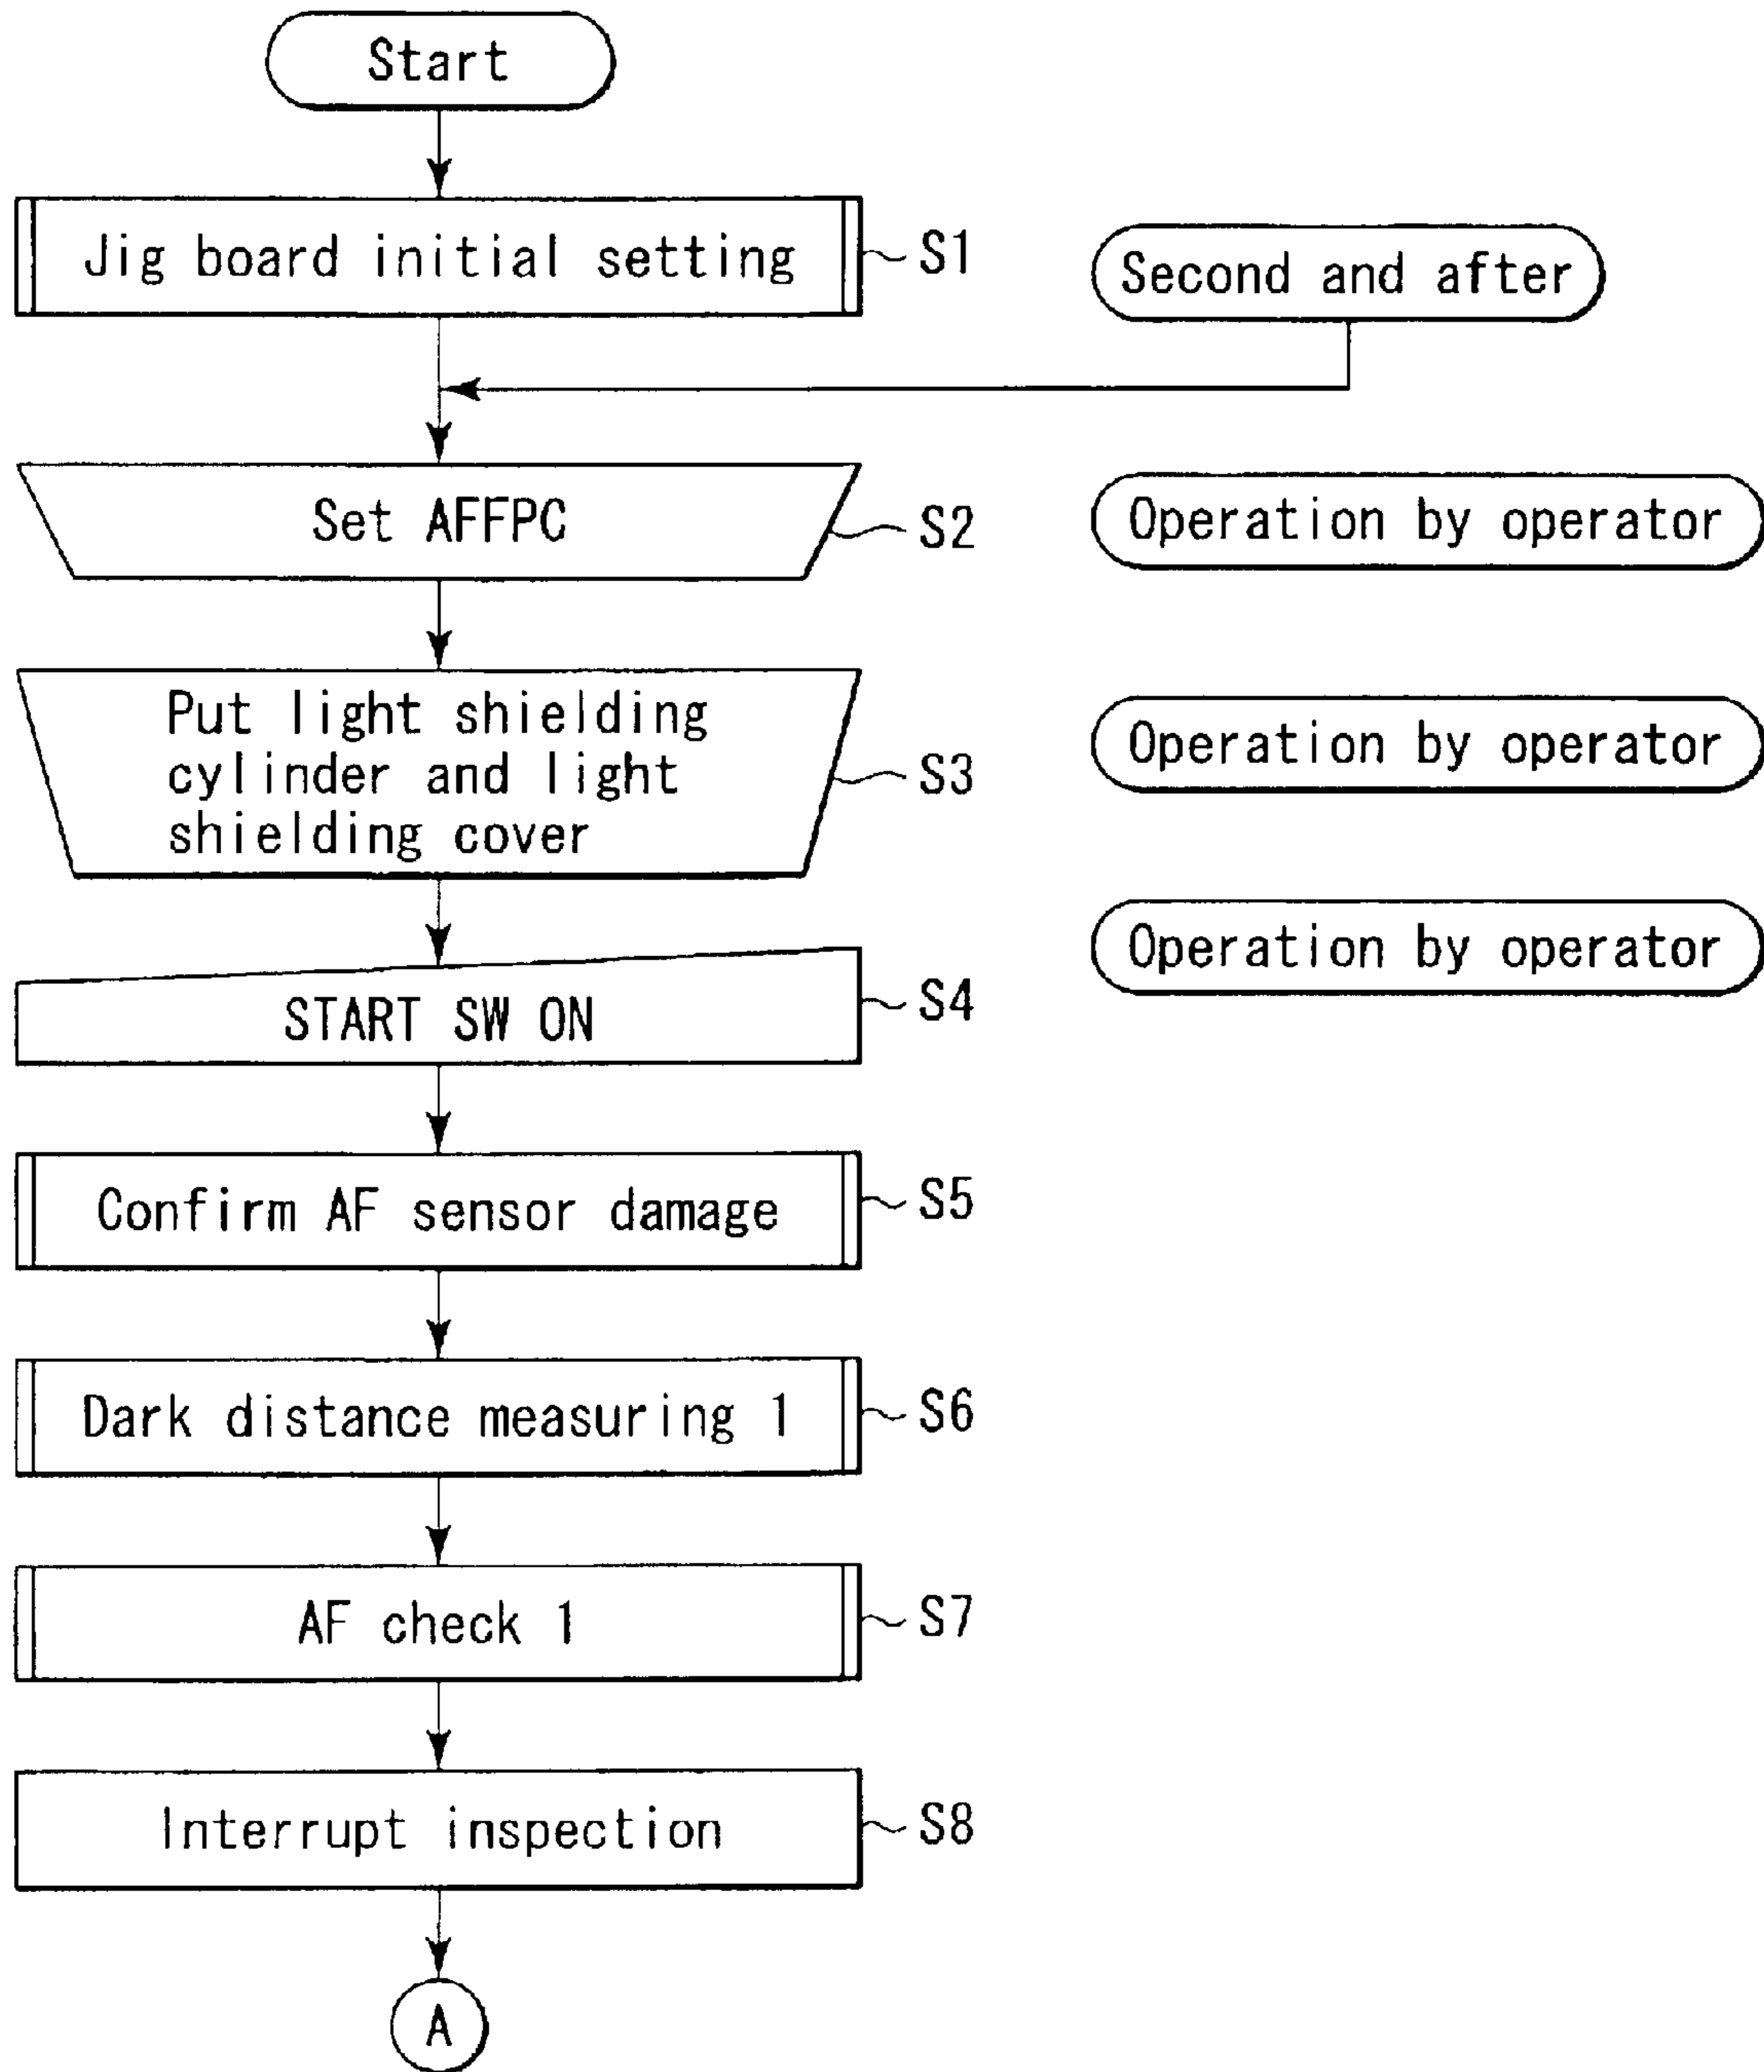 Start
Jig board initial setting
S1
Second and after
Set AFFPC
S2
Operation by operator
Put light shielding
cylinder and light
shielding cover
S3
Operation by operator
START SW ON
S4
Operation by operator
Confirm AF sensor damage
S5
Dark distance measuring 1
S6
AF check 1
S7
Interrupt inspection
S8
A